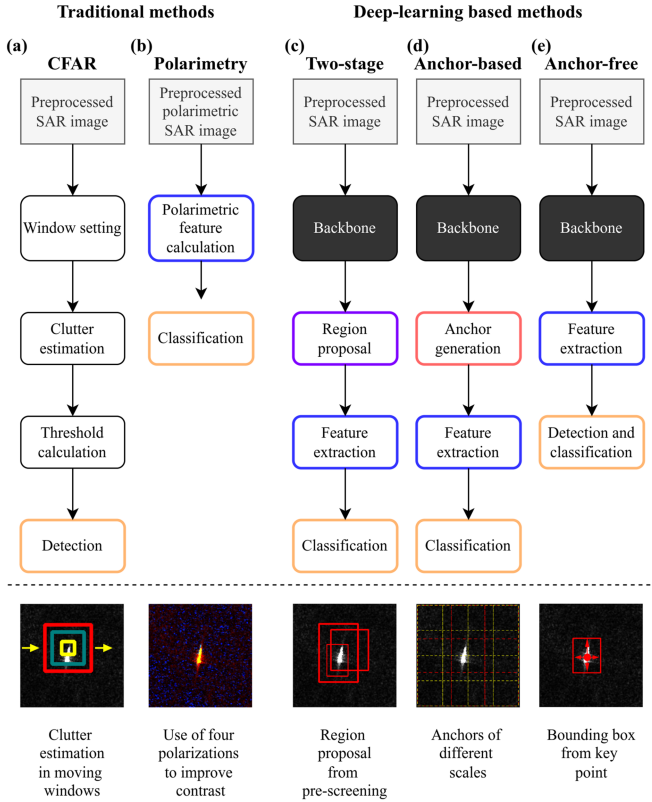 Traditional methods
Deep-learning based methods
(a)
CFAR
(b)
Polarimetry
(c)
Two-stage
(d)
Anchor-based
(e)
Anchor-free
Preprocessed
SAR image
Preprocessed
polarimetric
SAR image
Preprocessed
SAR image
Preprocessed
SAR image
Preprocessed
SAR image
Window setting
Polarimetric
feature
calculation
Backbone
Backbone
Backbone
Clutter
estimation
Classification
Region
proposal
Anchor
generation
Feature
extraction
Threshold
calculation
Feature
extraction
Feature
extraction
Detection and
classification
Detection
Classification
Classification
Clutter
estimation
in moving
windows
Use of four
polarizations
to improve
contrast
Region
proposal
from
pre-screening
Anchors of
different
scales
Bounding box
from key
point